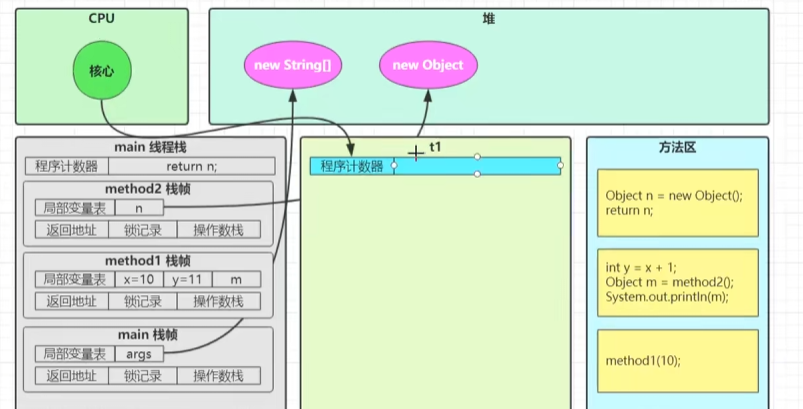 CPU
核心
堆
new String[]
new Object
main 线程栈
程序计数器
return n;
method2 栈帧
局部变量表
n
返回地址
锁记录
操作数栈
method1 栈帧
局部变量表
x=10
y=11
m
返回地址
锁记录
操作数栈
main 栈帧
局部变量表
args
返回地址
锁记录
操作数栈
t1
程序计数器
方法区
Object n = new Object();
return n;
int y = x + 1;
Object m = method2();
System.out.println(m);
method1(10);